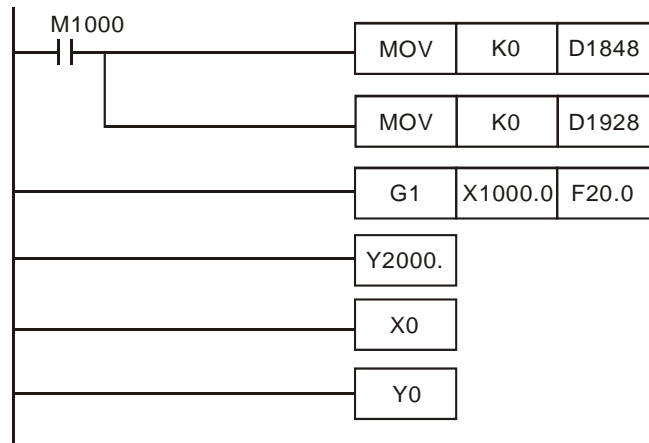 M1000
MOV K0 D1848
MOV K0 D1928
G1 X1000.0 F20.0
Y2000.
X0
Y0